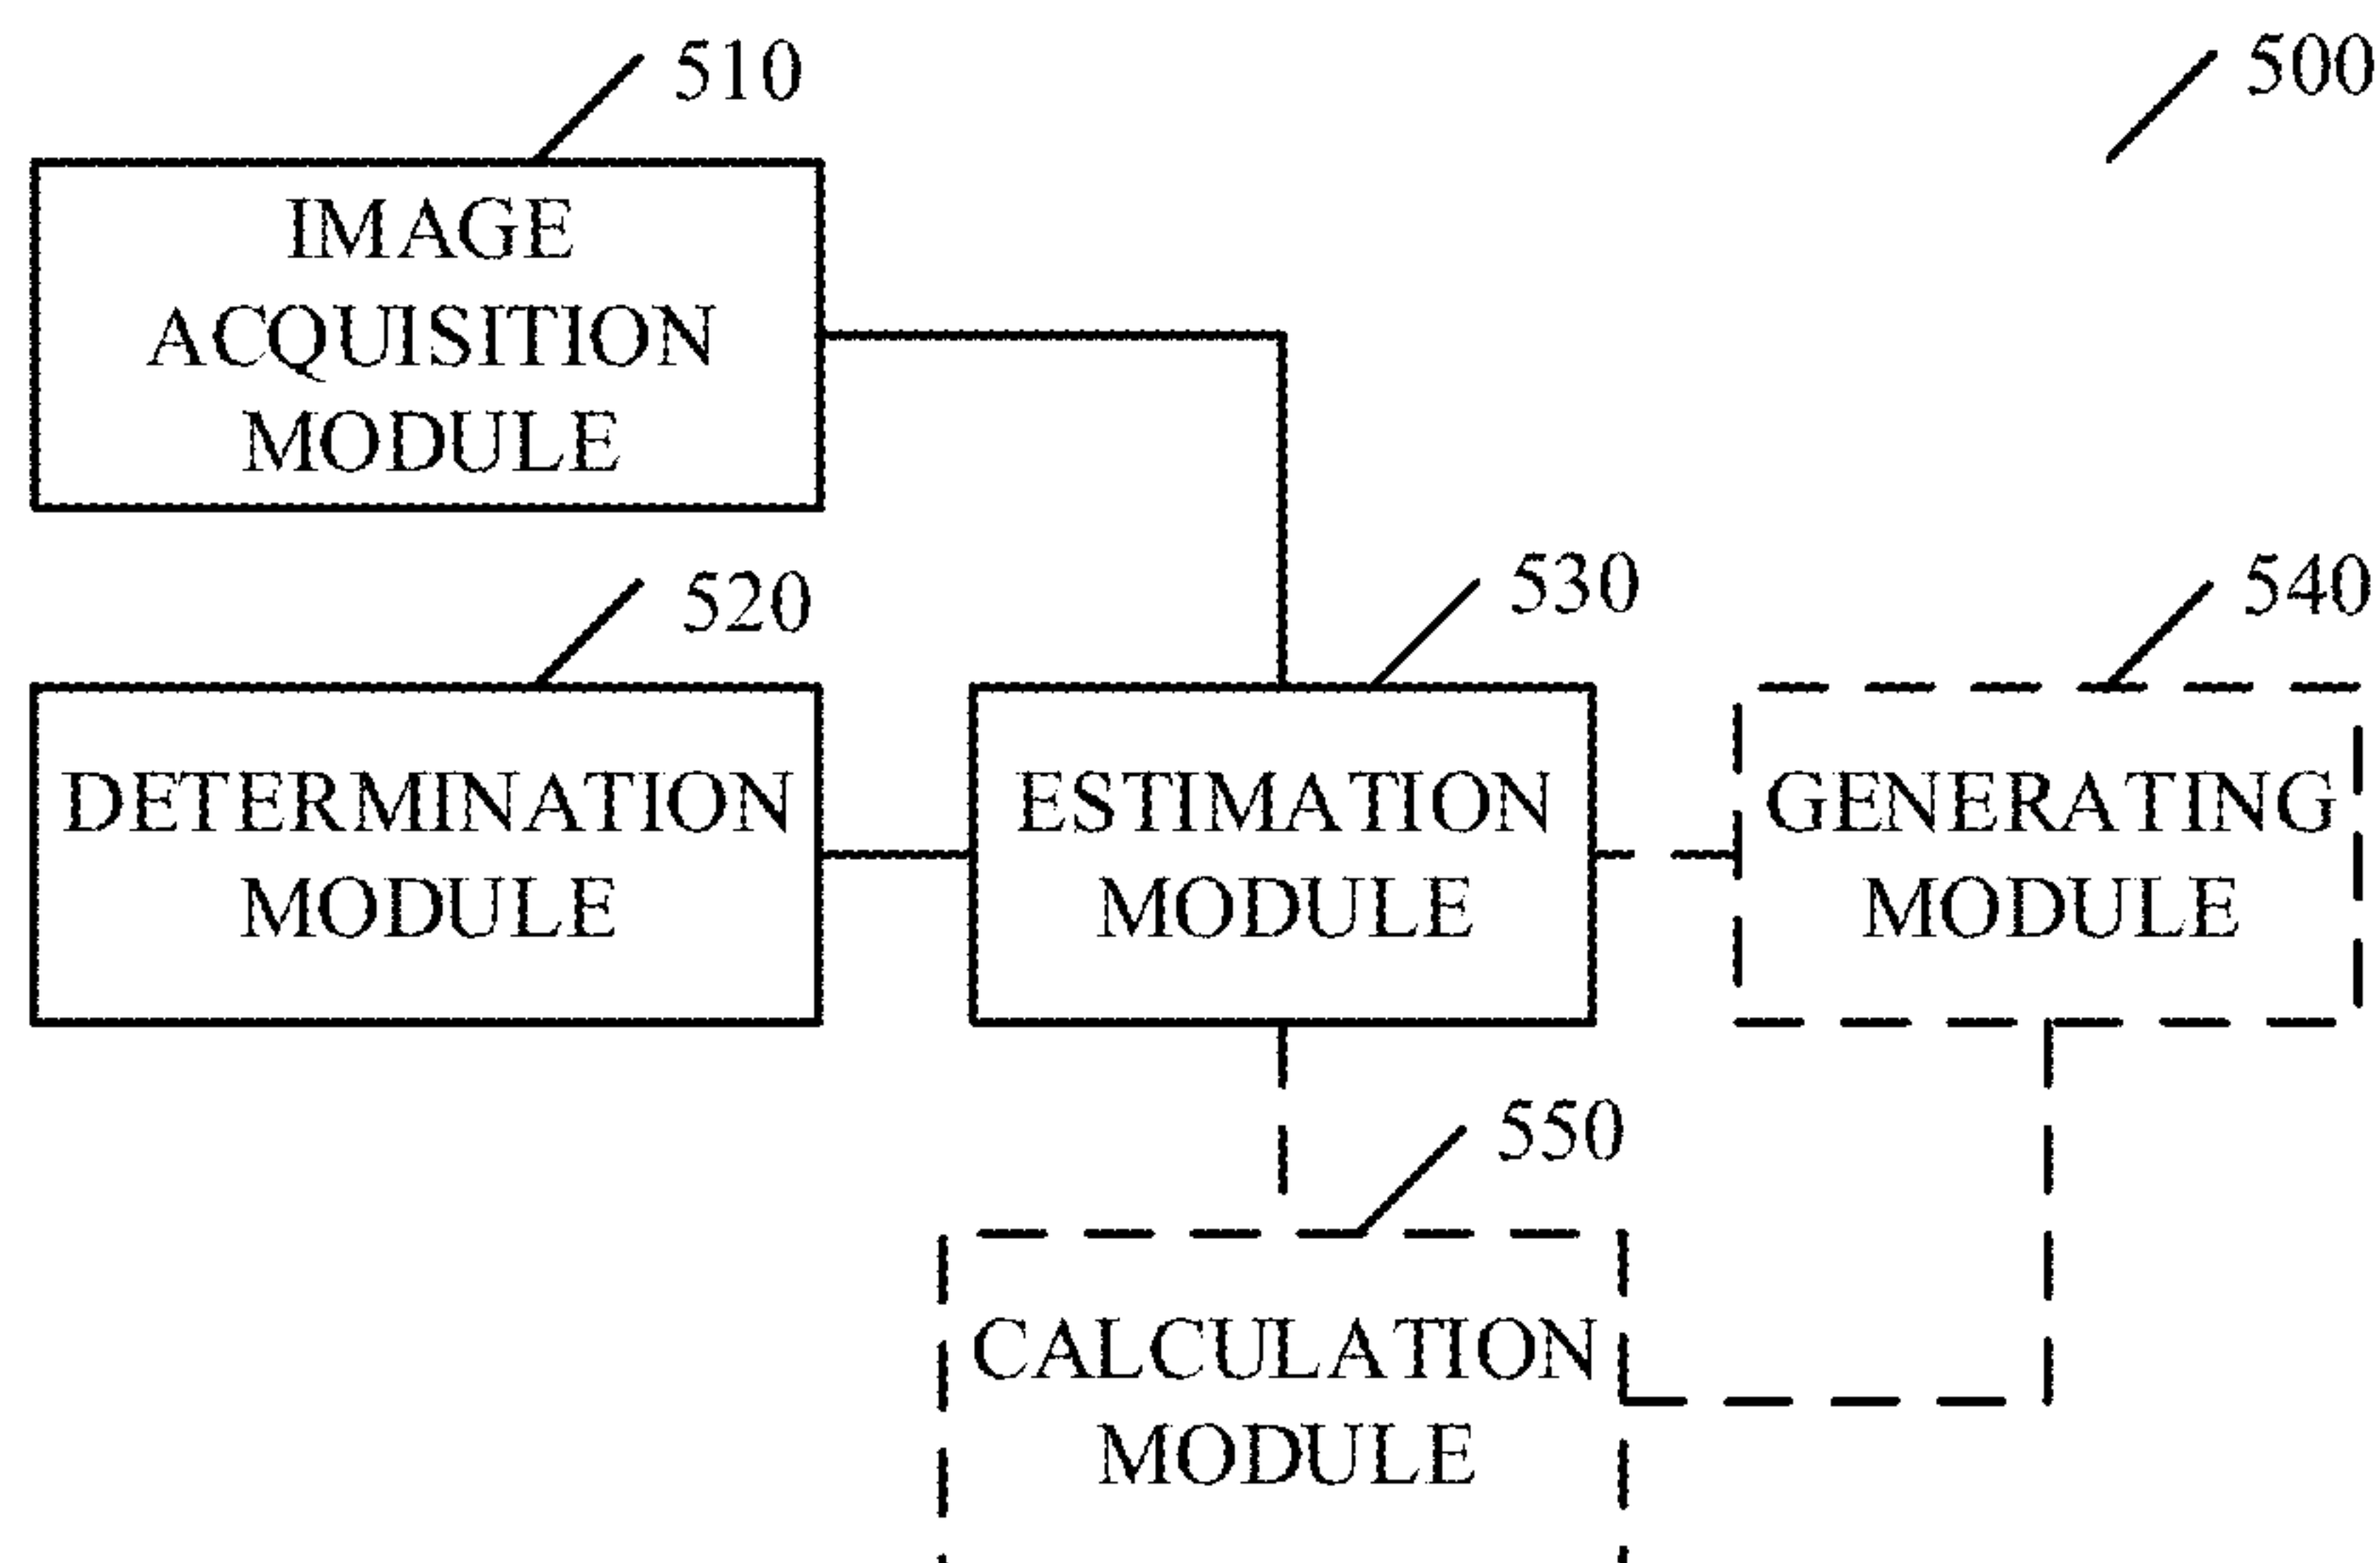 510
500
IMAGE
ACQUISITION
MODULE
520
530
540
DETERMINATION
MODULE
ESTIMATION
MODULE
GENERATING
MODULE
550
CALCULATION
MODULE